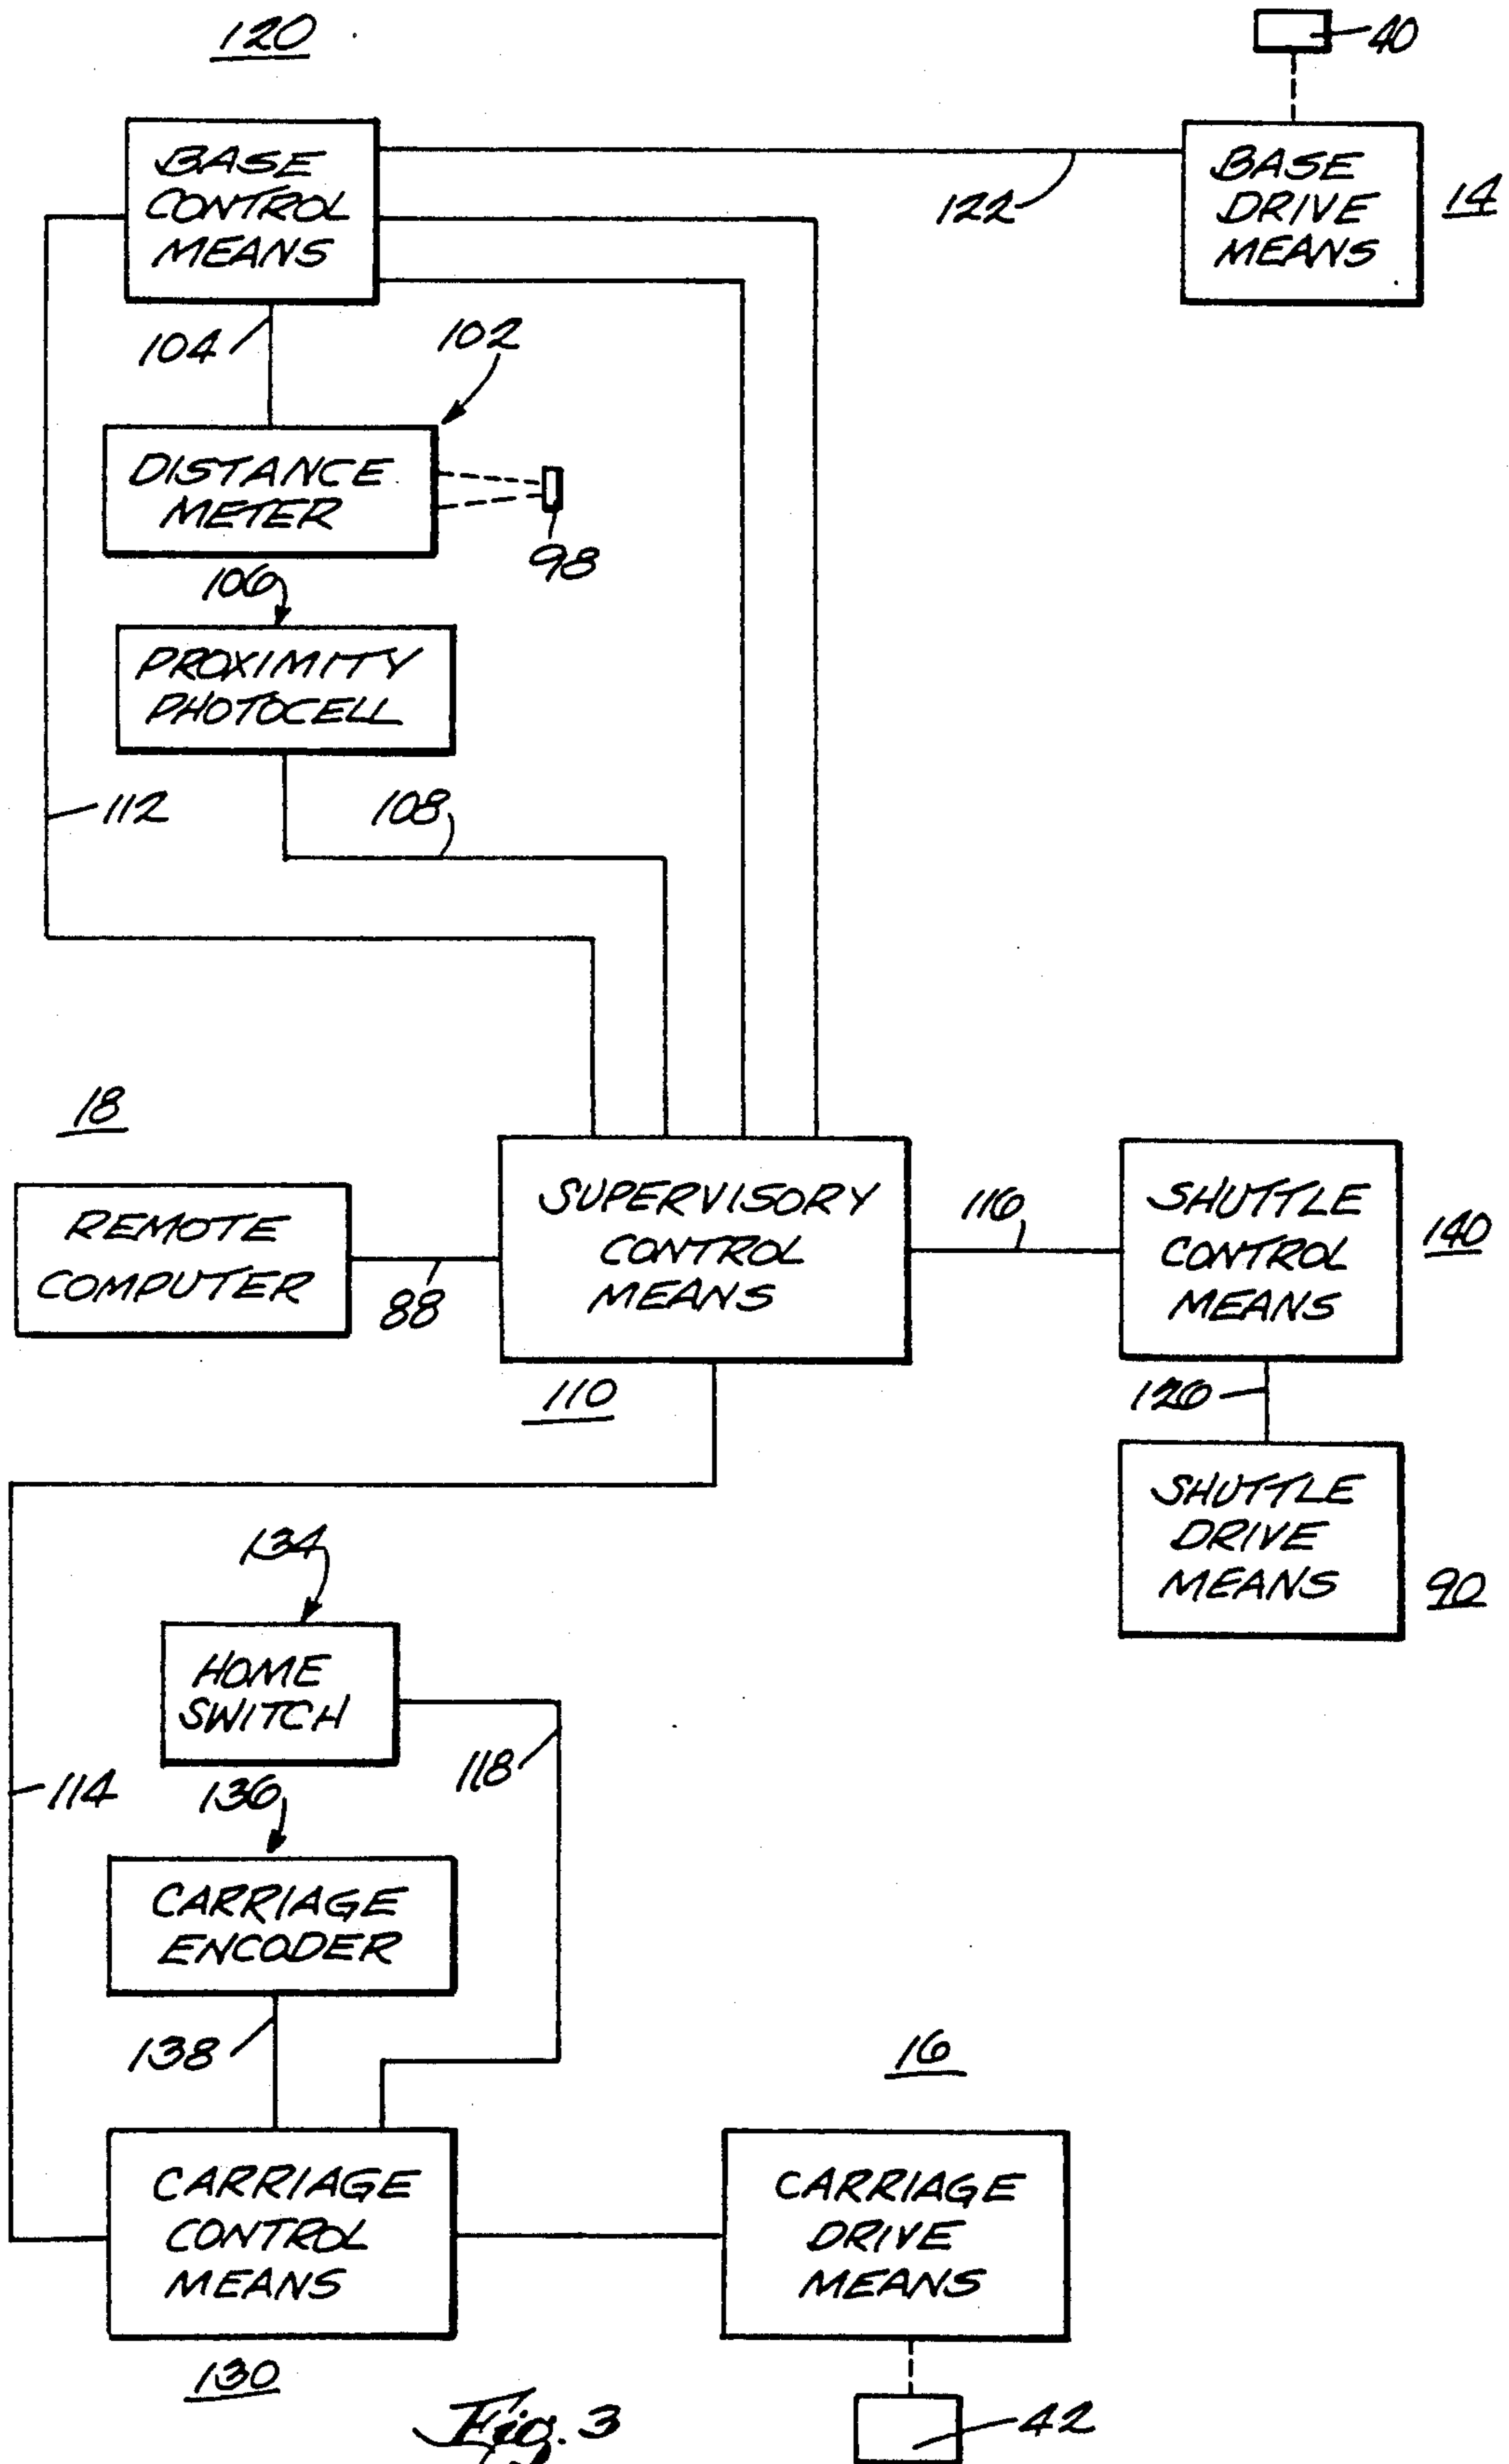 120
40
BASE
CONTROL
MEANS
122
BASE
DRIVE
MEANS
14
104
102
DISTANCE
METER
98
106
PROXIMITY
PHOTOCELL
112
108
18
REMOTE
COMPUTER
88
SUPERVISORY
CONTROL
MEANS
110
116
SHUTTLE
CONTROL
MEANS
140
126
SHUTTLE
DRIVE
MEANS
90
134
HOME
SWITCH
118
114
136
CARRIAGE
ENCODER
138
16
CARRIAGE
CONTROL
MEANS
130
CARRIAGE
DRIVE
MEANS
42
Fig. 3